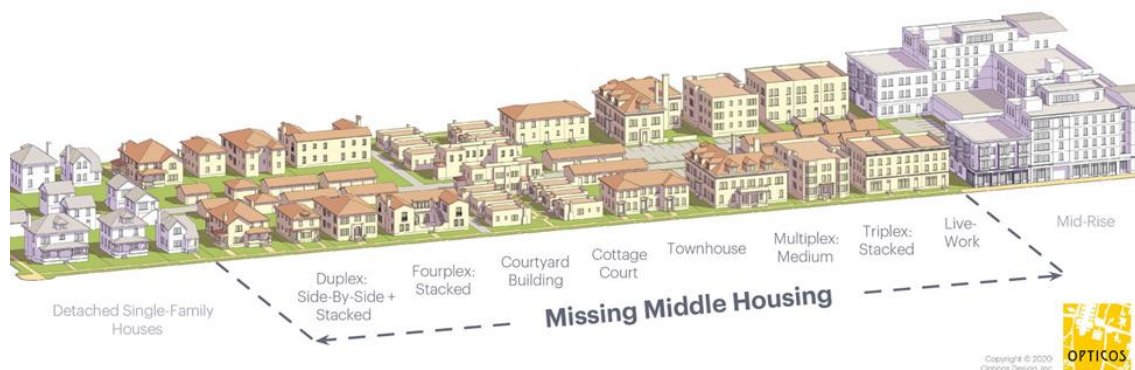 Detached Single-Family
Houses
Duplex:
Side-By-Side +
Stacked
Fourplex:
Stacked
Courtyard
Building
Cottage
Court
Townhouse
Multiplex:
Medium
Triplex:
Stacked
Live-
Work
Mid-Rise
Missing Middle Housing
Copyright © 2020
Opticos Design, Inc.
OPTICOS